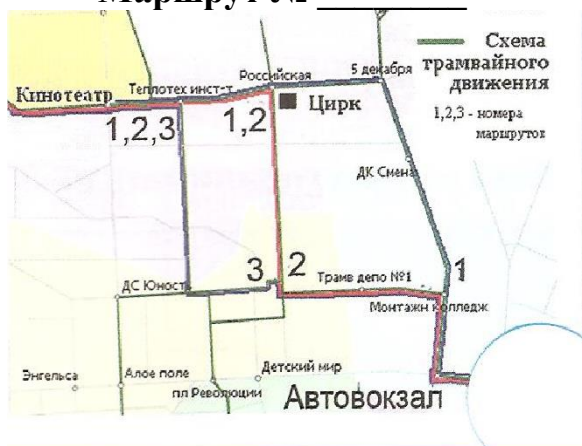 Маршрут № ________
Схема
трамвайного
движения
1,2,3 - номера
маршрутов
Кинотеатр
Теплотех инст-т
Российская
5 декабря
Цирк
1,2,3
1,2
ДК Смена
ДС Юность
3
2
Трамв депо №1
1
Монтажн колледж
Энгельса
Алое поле
пл Революции
Детский мир
Автовокзал